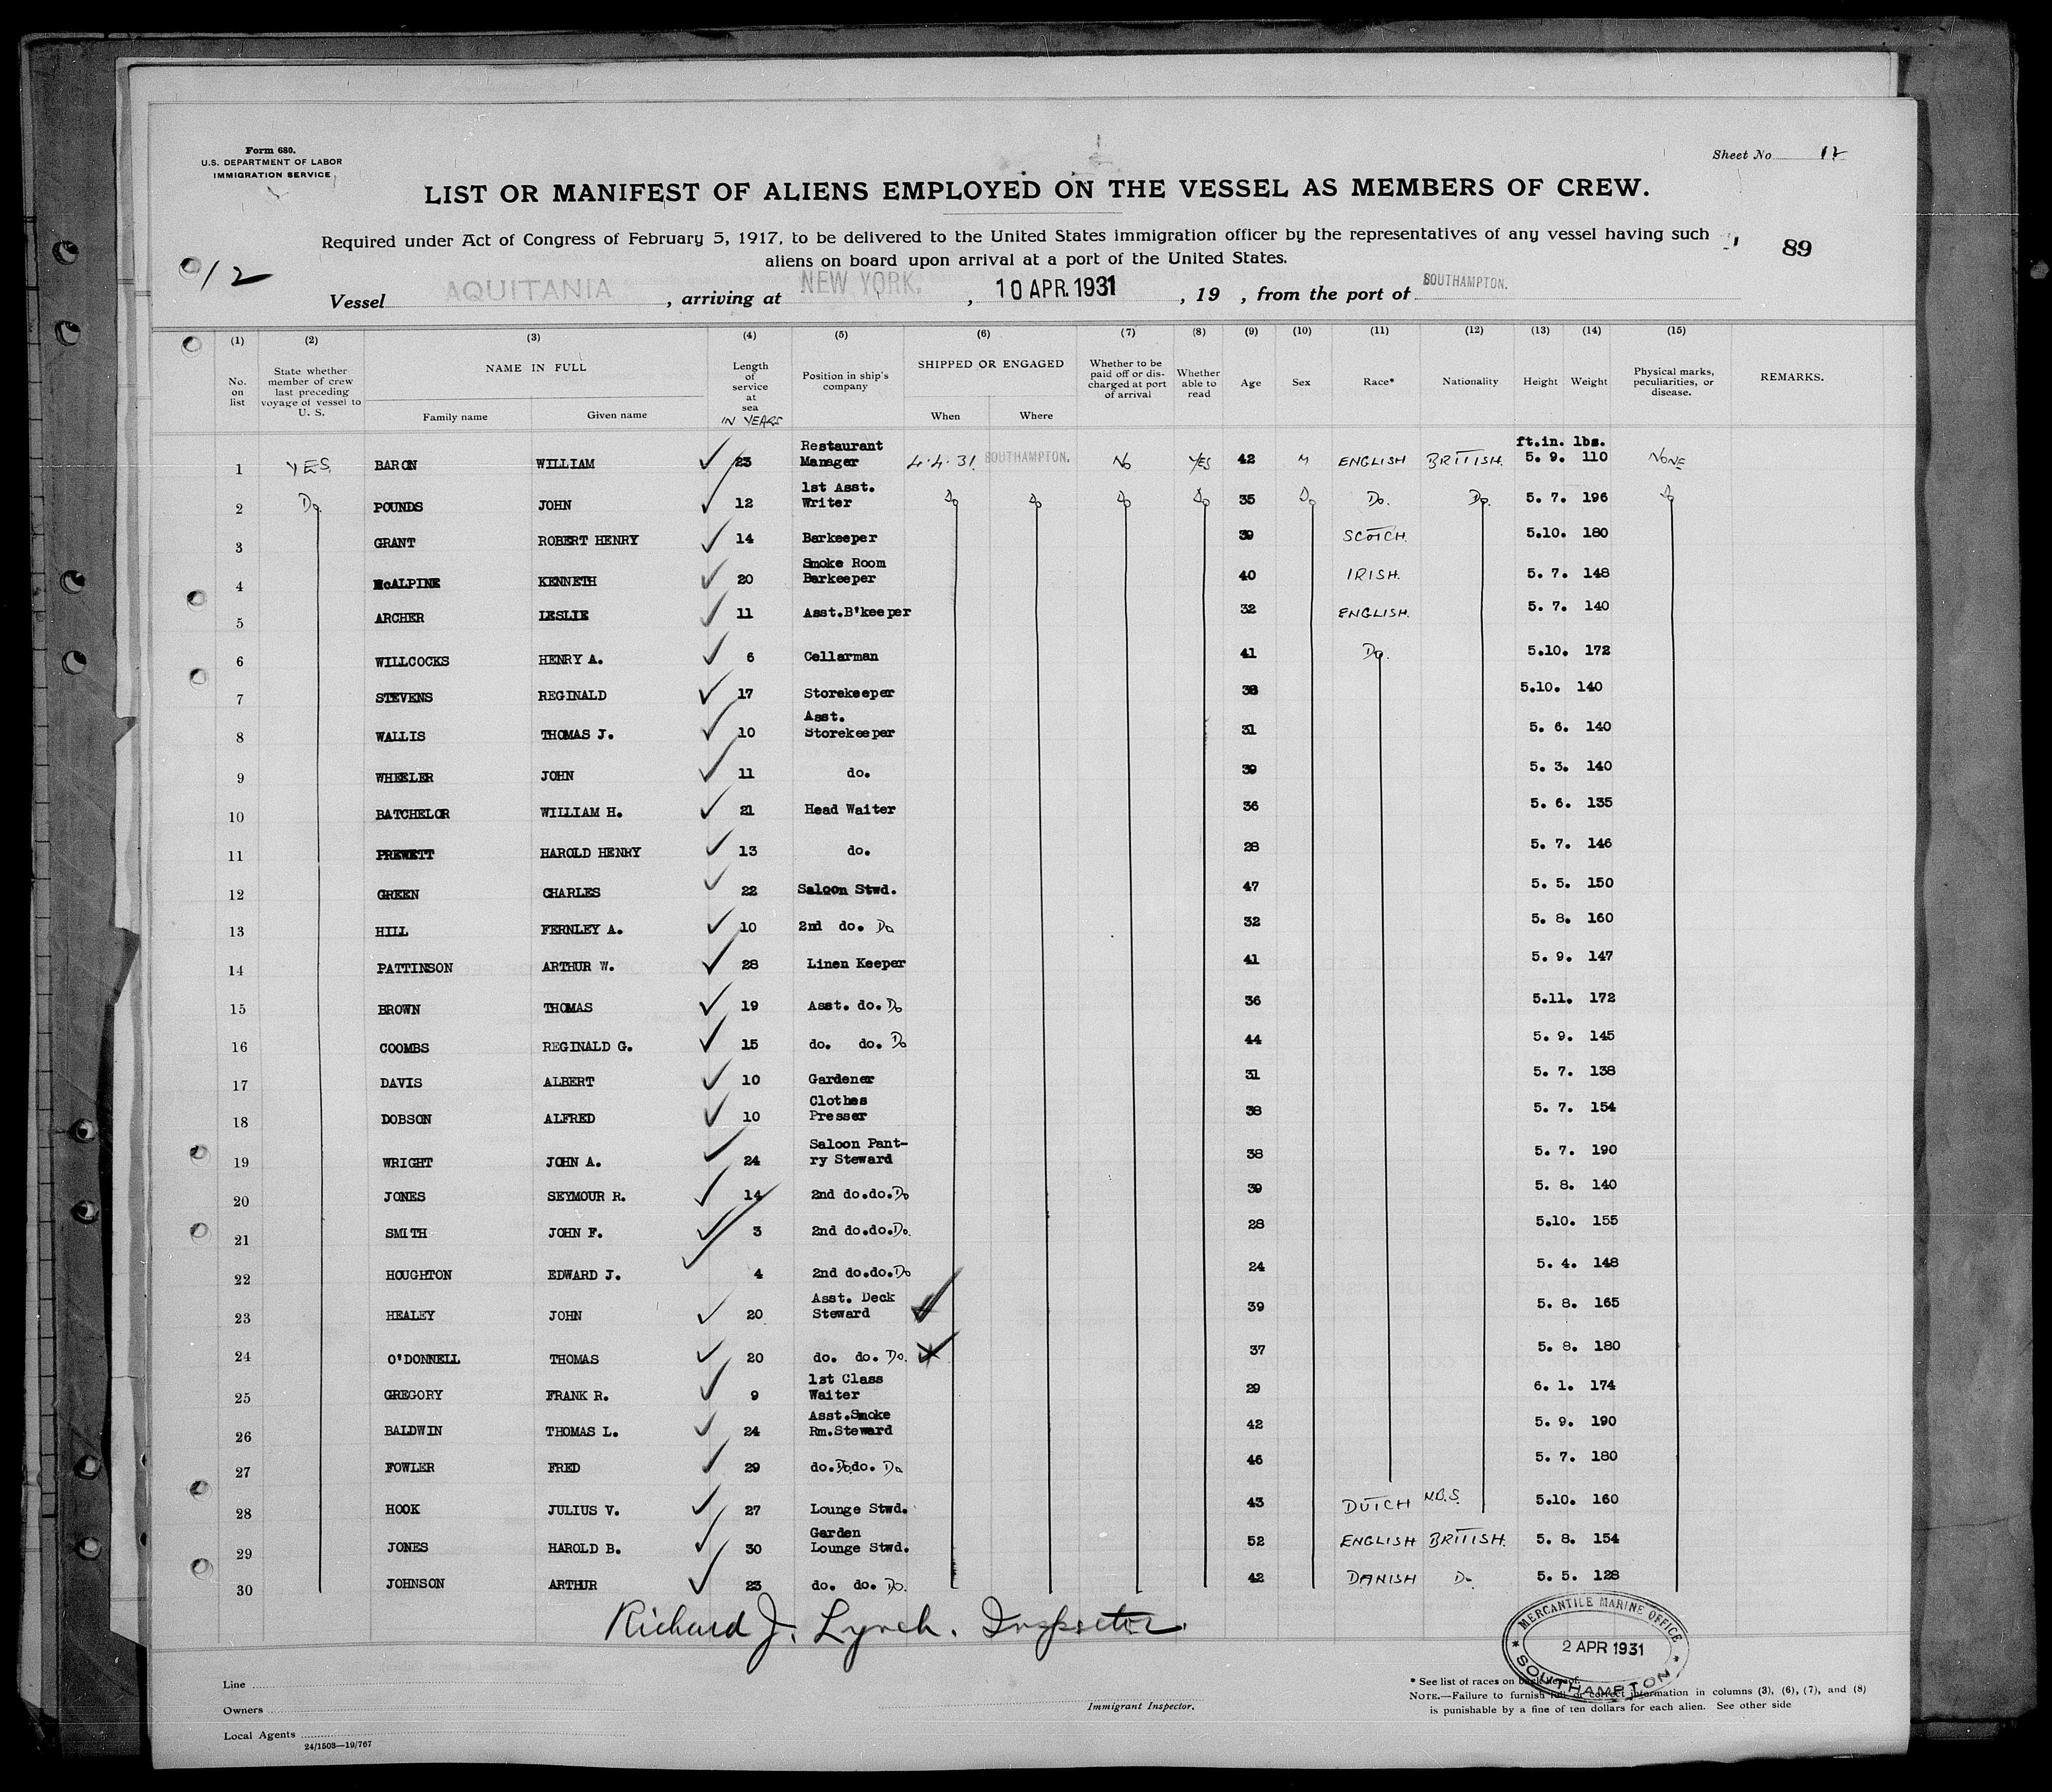 Form 680.
U.S. DEPARTMENT OF LABOR
IMMIGRATION SERVICE
Sheet No 12
LIST OR MANIFEST OF ALIENS EMPLOYED ON THE VESSEL AS MEMBERS OF CREW.
Required under Act of Congress of February 5, 1917, to be delivered to the United States immigration officer by the representatives of any vessel having such
aliens on board upon arrival at a port of the United States.
89
12
Vessel AQUITANIA , arriving at NEW YORK. , 10 APR. 1931 , 19 , from the port of SOUTHAMPTON.
(1) (2) (3) (4) (5) (6) (7) (8) (9) (10) (11) (12) (13) (14) (15)
No. on list State whether member of crew last preceding voyage of vessel to U. S. NAME IN FULL Family name Given name Length of service at sea IN YEARS Position in ship's company SHIPPED OR ENGAGED When Where Whether to be paid off or discharged at port of arrival Whether able to read Age Sex Race* Nationality Height Weight Physical marks, peculiarities, or disease. REMARKS.
ft.in. lbs.
1 YES BARON WILLIAM 23 Restaurant Manager 4.4.31. SOUTHAMPTON. NO YES 42 M ENGLISH BRITISH. 5. 9. 110 NONE
2 Do POUNDS JOHN 12 1st Asst. Writer Do Do Do Do 35 Do Do. Do. 5. 7. 196 Do
3 GRANT ROBERT HENRY 14 Barkeeper 39 SCOTCH. 5.10. 180
4 McALPINE KENNETH 20 Smoke Room Barkeeper 40 IRISH. 5. 7. 148
5 ARCHER LESLIE 11 Asst.B'keeper 32 ENGLISH. 5. 7. 140
6 WILLCOCKS HENRY A. 6 Cellarman 41 Do. 5.10. 172
7 STEVENS REGINALD 17 Storekeeper 38 5.10. 140
8 WALLIS THOMAS J. 10 Asst. Storekeeper 31 5. 6. 140
9 WHEELER JOHN 11 do. 39 5. 3. 140
10 BATCHELOR WILLIAM H. 21 Head Waiter 36 5. 6. 135
11 PREWETT HAROLD HENRY 13 do. 28 5. 7. 146
12 GREEN CHARLES 22 Saloon Stwd. 47 5. 5. 150
13 HILL FERNLEY A. 10 2nd do. Do 32 5. 8. 160
14 PATTINSON ARTHUR W. 28 Linen Keeper 41 5. 9. 147
15 BROWN THOMAS 19 Asst. do. Do 36 5.11. 172
16 COOMBS REGINALD G. 15 do. do. Do 44 5. 9. 145
17 DAVIS ALBERT 10 Gardener 31 5. 7. 138
18 DOBSON ALFRED 10 Clothes Presser 38 5. 7. 154
19 WRIGHT JOHN A. 24 Saloon Pant-ry Steward 38 5. 7. 190
20 JONES SEYMOUR R. 14 2nd do.do.Do 39 5. 8. 140
21 SMITH JOHN F. 3 2nd do.do.Do. 28 5.10. 155
22 HOUGHTON EDWARD J. 4 2nd do.do.Do 24 5. 4. 148
23 HEALEY JOHN 20 Asst. Deck Steward 39 5. 8. 165
24 O'DONNELL THOMAS 20 do. do. Do. 37 5. 8. 180
25 GREGORY FRANK R. 9 1st Class Waiter 29 6. 1. 174
26 BALDWIN THOMAS L. 24 Asst.Smoke Rm.Steward 42 5. 9. 190
27 FOWLER FRED 29 do.Do.do. Do 46 5. 7. 180
28 HOOK JULIUS V. 27 Lounge Stwd. 43 DUTCH N.B.S. 5.10. 160
29 JONES HAROLD B. 30 Garden Lounge Stwd. 52 ENGLISH BRITISH. 5. 8. 154
30 JOHNSON ARTHUR 23 do. do. Do. 42 DANISH Do 5. 5. 128
Richard J. Lynch. Inspector.
MERCANTILE MARINE OFFICE
2 APR 1931
SOUTHAMPTON
Line
Owners
Local Agents
24/1503—19/767
Immigrant Inspector.
* See list of races on back hereof.
NOTE.—Failure to furnish full or correct information in columns (3), (6), (7), and (8)
is punishable by a fine of ten dollars for each alien. See other side